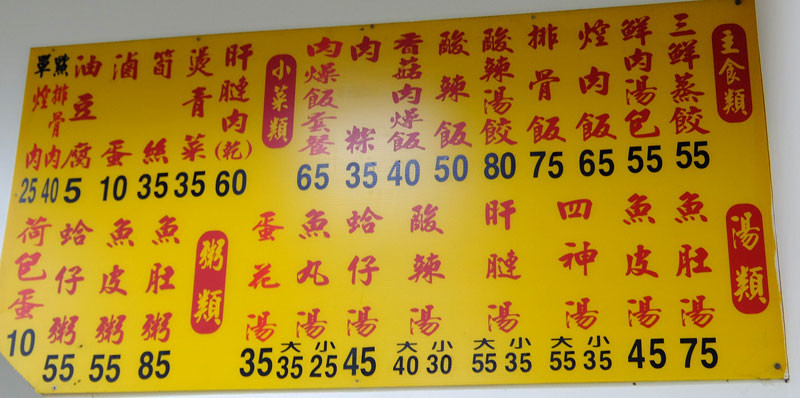 主食類
三鮮蒸餃 55
鮮肉湯包 55
焢肉飯 65
排骨飯 75
酸辣湯餃 80
酸辣飯 50
香菇肉燥飯 40
肉粽 35
肉燥飯套餐 65
小菜類
肝腱肉(花) 60
燙青菜 35
筍絲 35
滷蛋 10
油豆腐 5
單點
排骨肉 40
焢肉 25
湯類
魚肚湯 75
魚皮湯 45
四神湯 小35 大55
肝腱湯 小35 大55
酸辣湯 小30 大40
蛤仔湯 45
魚丸湯 小25 大35
蛋花湯 35
粥類
魚肚粥 85
魚皮粥 55
蛤仔粥 55
荷包蛋 10